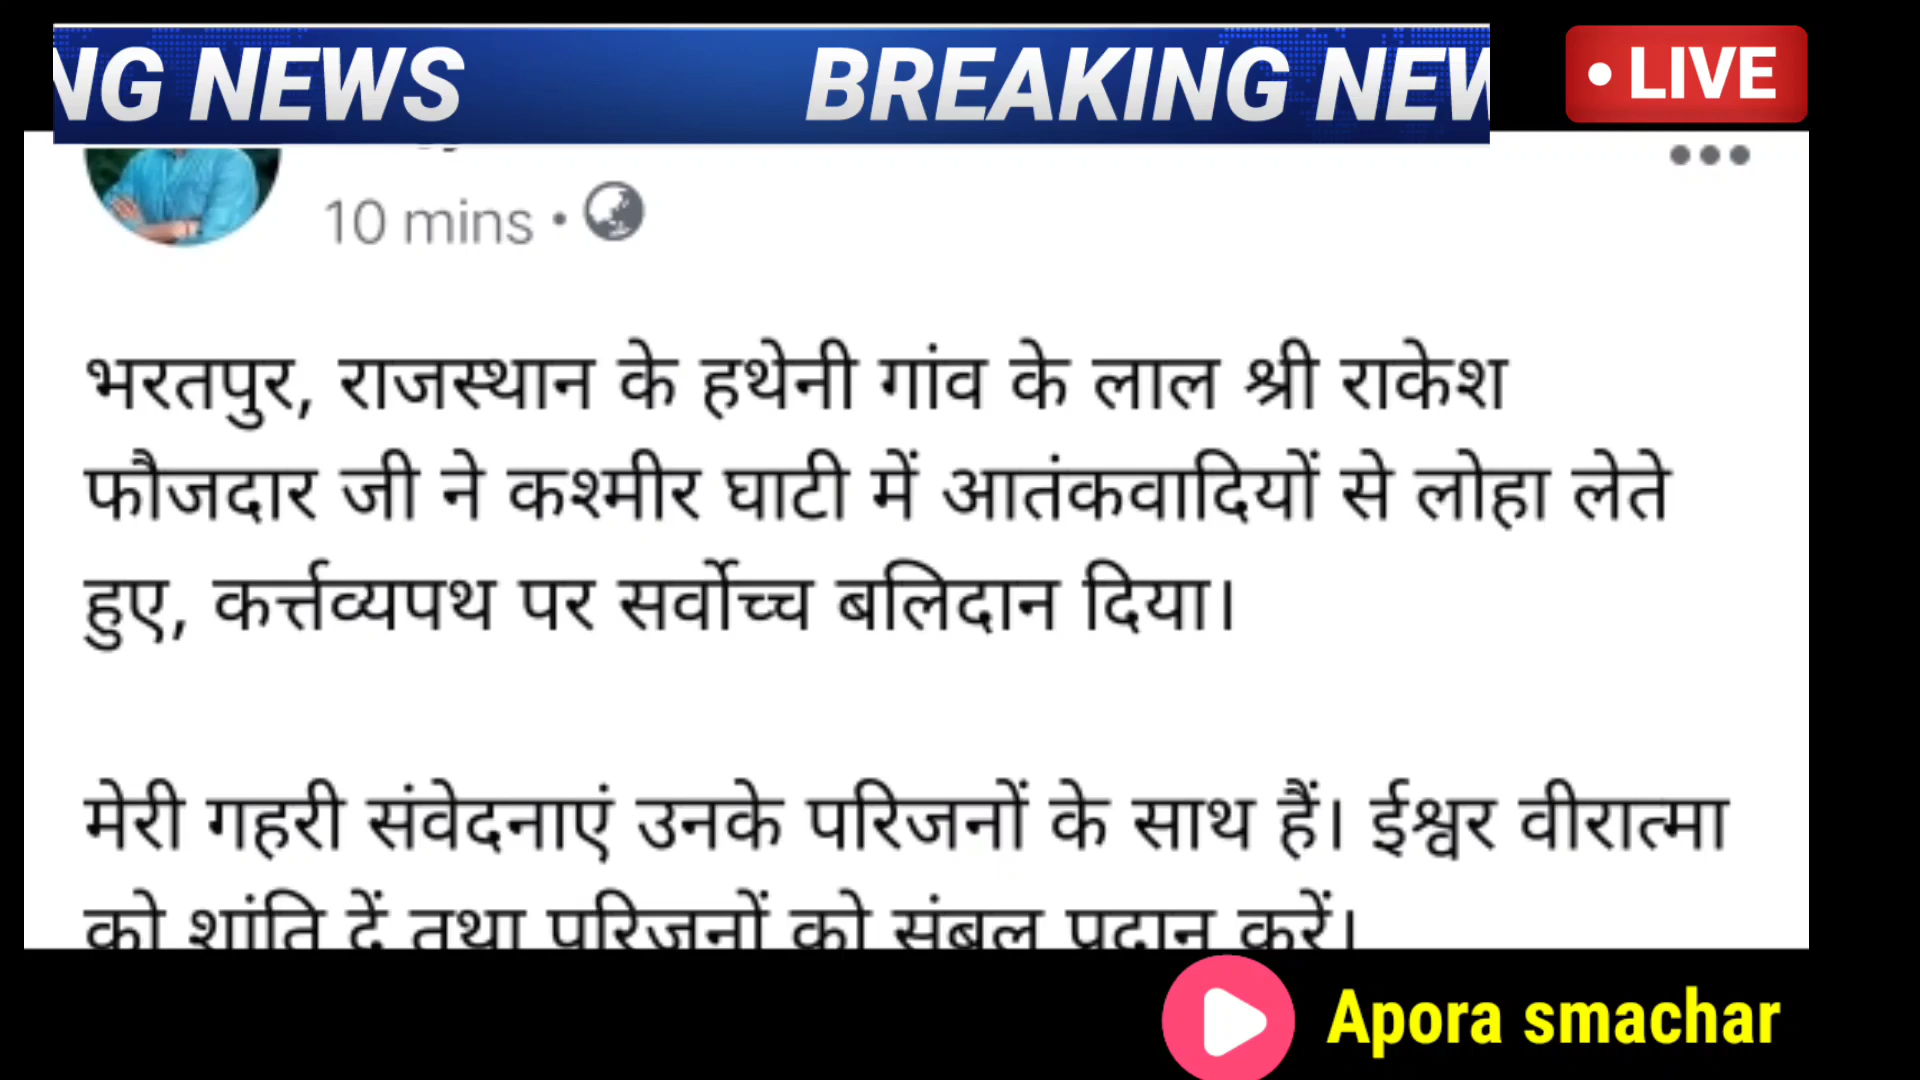 NG NEWS BREAKING NEW
LIVE
10 mins
भरतपुर, राजस्थान के हथेनी गांव के लाल श्री राकेश
फौजदार जी ने कश्मीर घाटी में आतंकवादियों से लोहा लेते
हुए, कर्त्तव्यपथ पर सर्वोच्च बलिदान दिया।
मेरी गहरी संवेदनाएं उनके परिजनों के साथ हैं। ईश्वर वीरात्मा
को शांति दें तथा परिजनों को संबल प्रदान करें।
Apora smachar